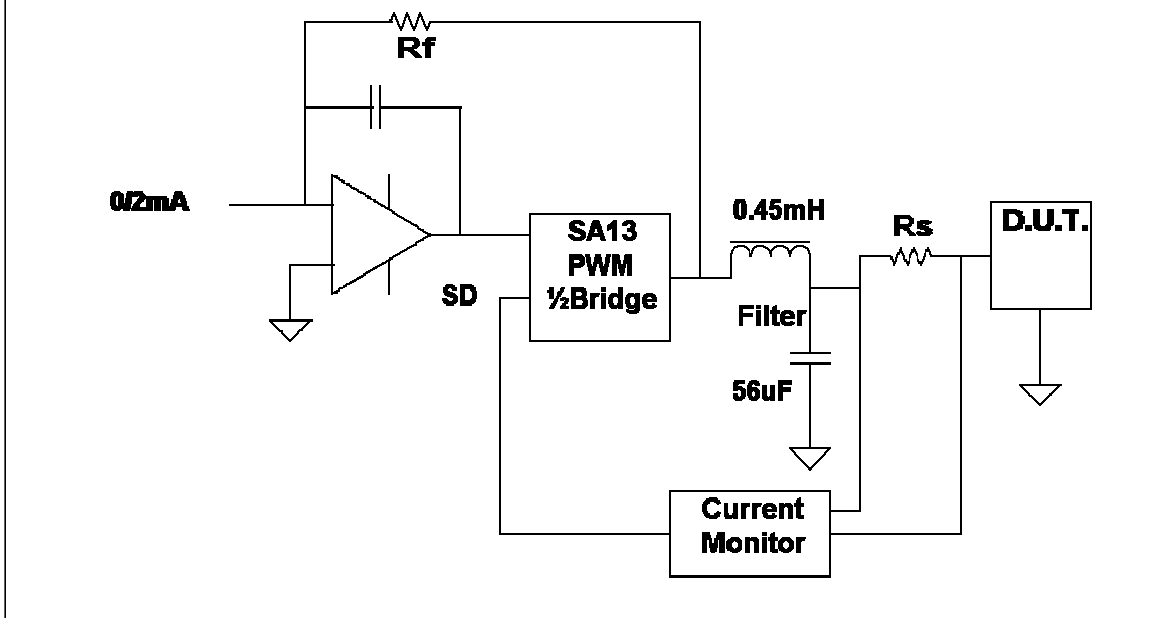 Rf
0/2mA
0.45mH
Rs
D.U.T.
SA13
PWM
½Bridge
SD
Filter
56uF
Current
Monitor